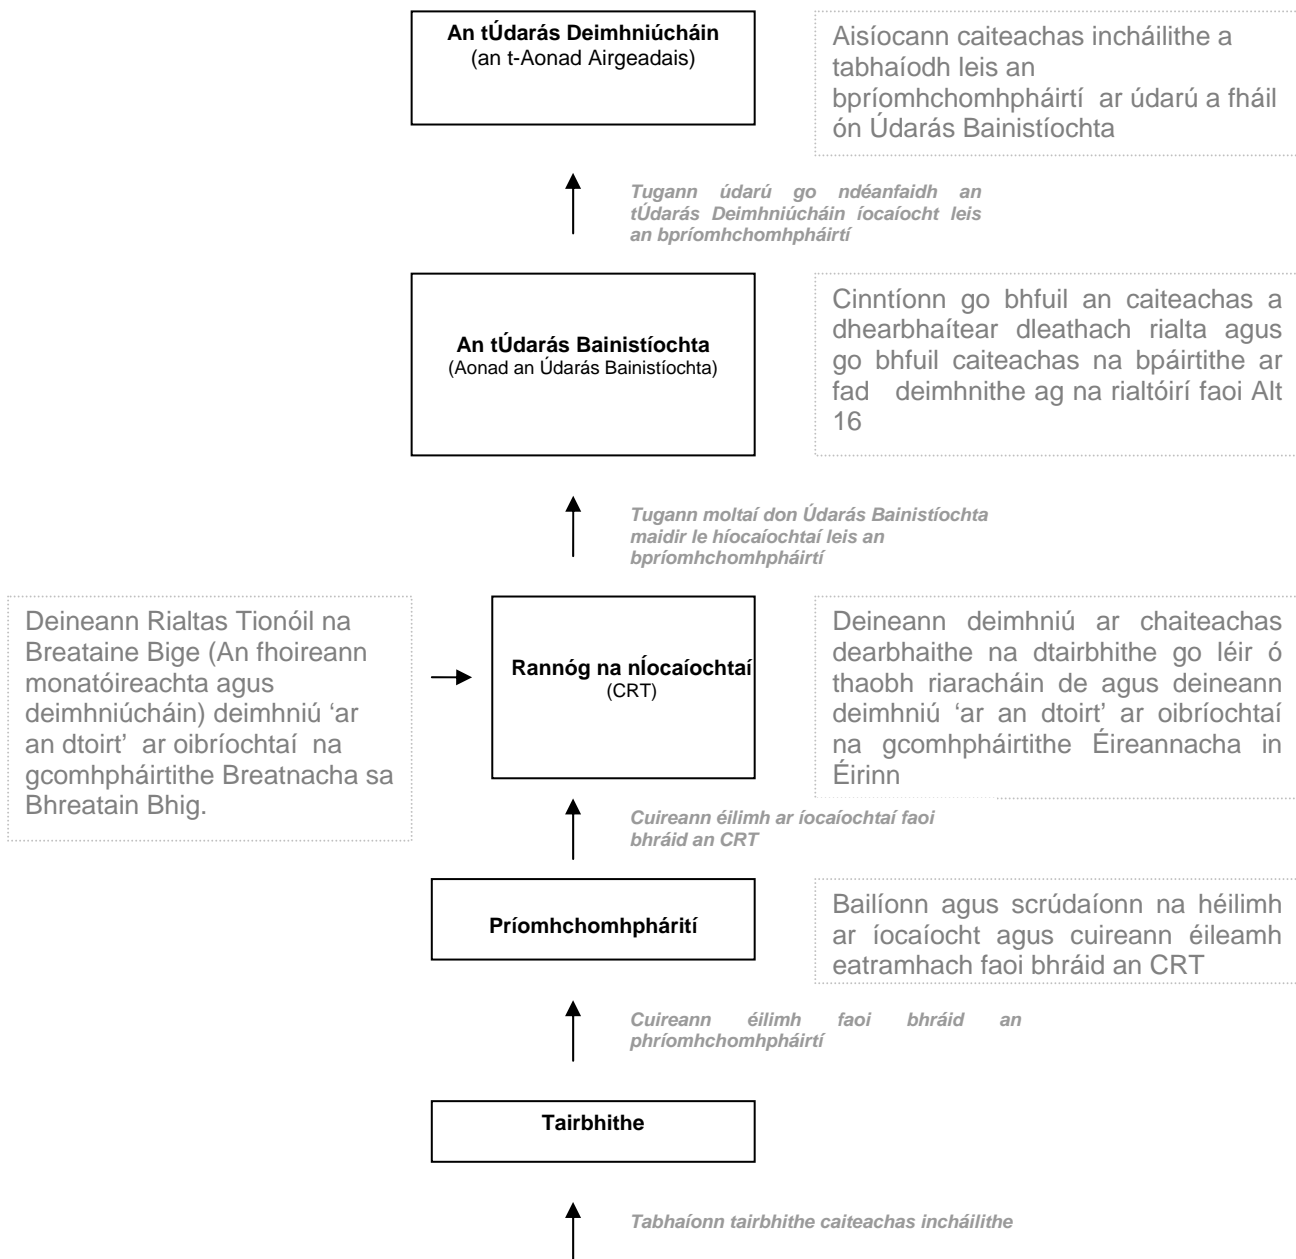 An tÚdarás Deimhniúcháin
(an t-Aonad Airgeadais)
Aisíocann caiteachas incháilithe a
tabhaíodh leis an
bpríomhchomhpháirtí ar údarú a fháil
ón Údarás Bainistíochta
Tugann údarú go ndéanfaidh an
tÚdarás Deimhniúcháin íocaíocht leis
an bpríomhchomhpháirtí
An tÚdarás Bainistíochta
(Aonad an Údarás Bainistíochta)
Cinntíonn go bhfuil an caiteachas a
dhearbhaítear dleathach rialta agus
go bhfuil caiteachas na bpáirtithe ar
fad deimhnithe ag na rialtóirí faoi Alt
16
Tugann moltaí don Údarás Bainistíochta
maidir le híocaíochtaí leis an
bpríomhchomhpháirtí
Deineann Rialtas Tionóil na
Breataine Bige (An fhoireann
monatóireachta agus
deimhniúcháin) deimhniú ‘ar
an dtoirt’ ar oibríochtaí na
gcomhpháirtithe Breatnacha sa
Bhreatain Bhig.
Rannóg na nÍocaíochtaí
(CRT)
Deineann deimhniú ar chaiteachas
dearbhaithe na dtairbhithe go léir ó
thaobh riaracháin de agus deineann
deimhniú ‘ar an dtoirt’ ar oibríochtaí
na gcomhpháirtithe Éireannacha in
Éirinn
Cuireann éilimh ar íocaíochtaí faoi
bhráid an CRT
Príomhchomhphárití
Bailíonn agus scrúdaíonn na héilimh
ar íocaíocht agus cuireann éileamh
eatramhach faoi bhráid an CRT
Cuireann éilimh faoi bhráid an
phríomhchomhpháirtí
Tairbhithe
Tabhaíonn tairbhithe caiteachas incháilithe